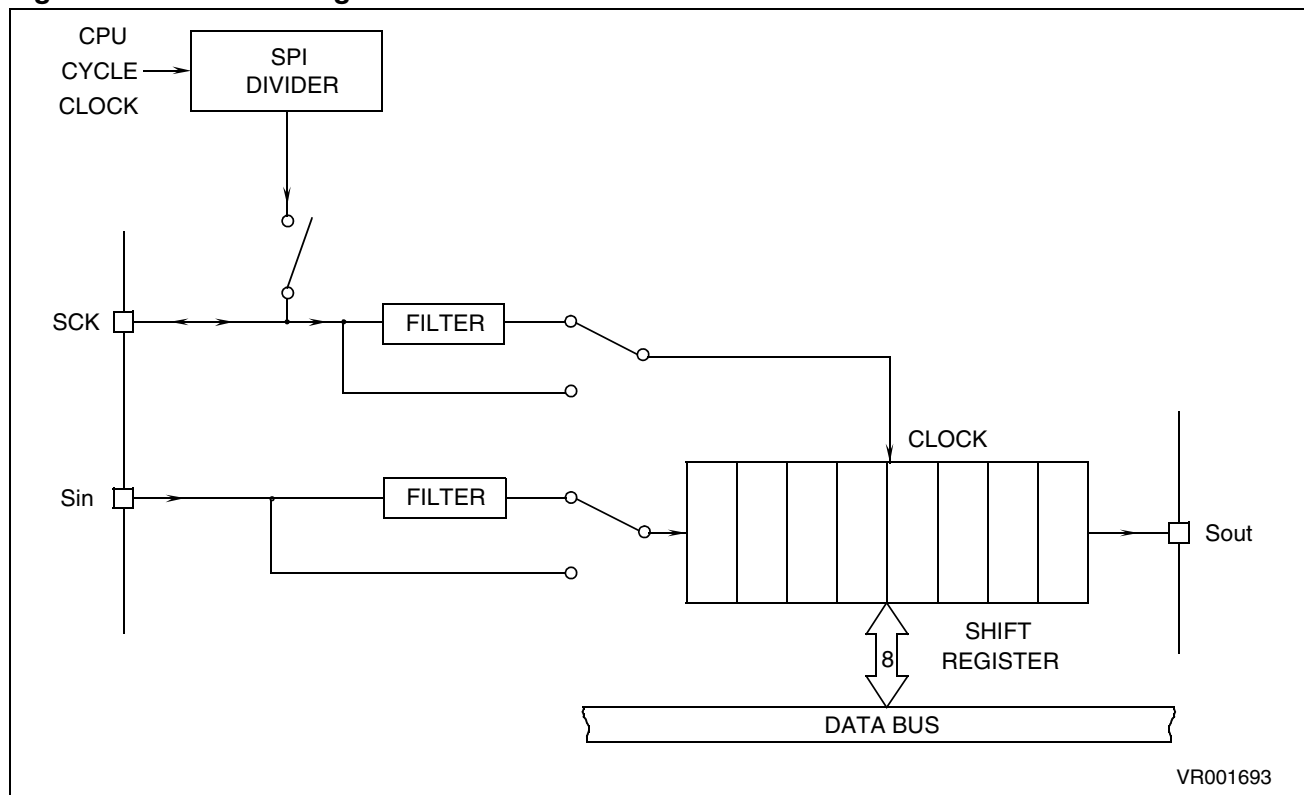 CPU
CYCLE
CLOCK
SPI
DIVIDER
SCK
FILTER
CLOCK
Sin
FILTER
Sout
SHIFT
REGISTER
8
DATA BUS
VR001693